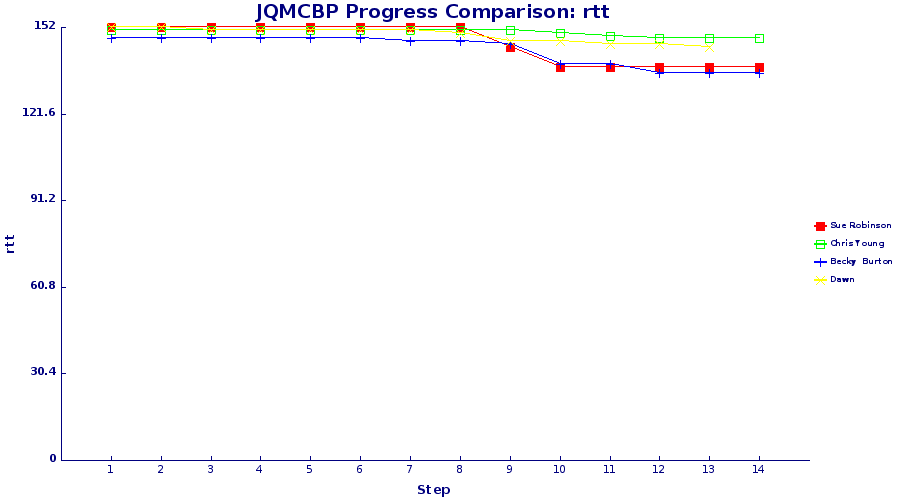 JQMCBP Progress Comparison: rtt
152
121.6
91.2
60.8
30.4
0
rtt
1 2 3 4 5 6 7 8 9 10 11 12 13 14
Step
Sue Robinson
Chris Young
Becky Burton
Dawn